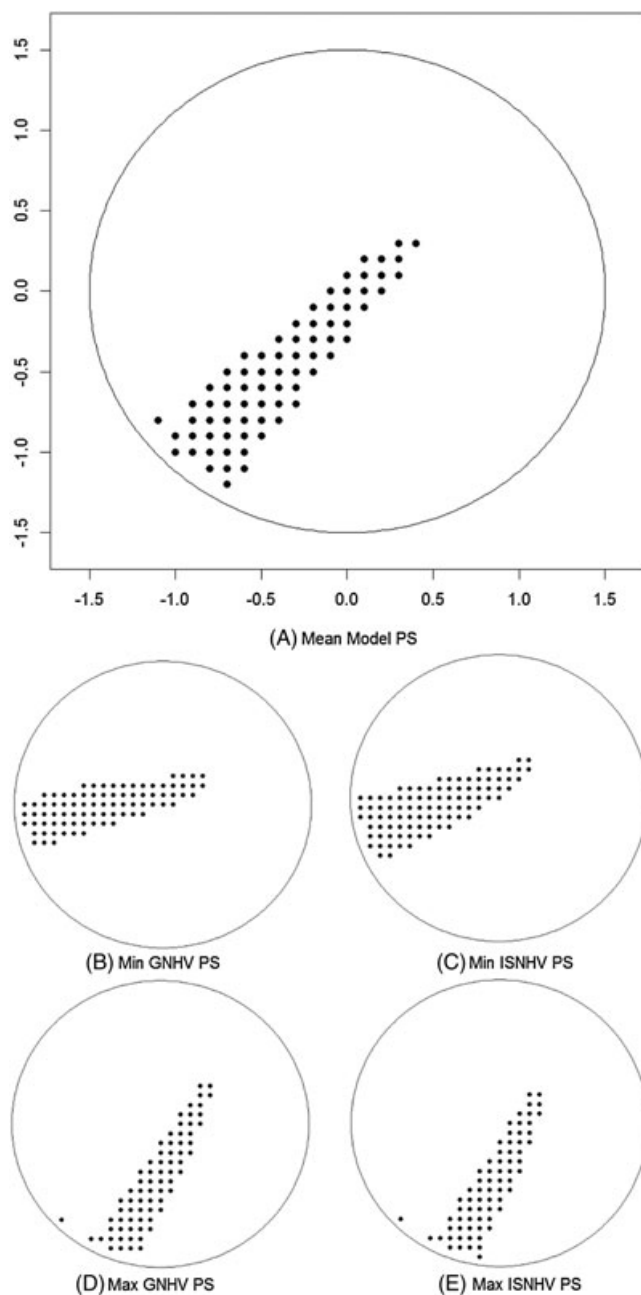 1.5
1.0
0.5
0.0
-0.5
-1.0
-1.5
-1.5 -1.0 -0.5 0.0 0.5 1.0 1.5
(A) Mean Model PS
(B) Min GNHV PS
(C) Min ISNHV PS
(D) Max GNHV PS
(E) Max ISNHV PS